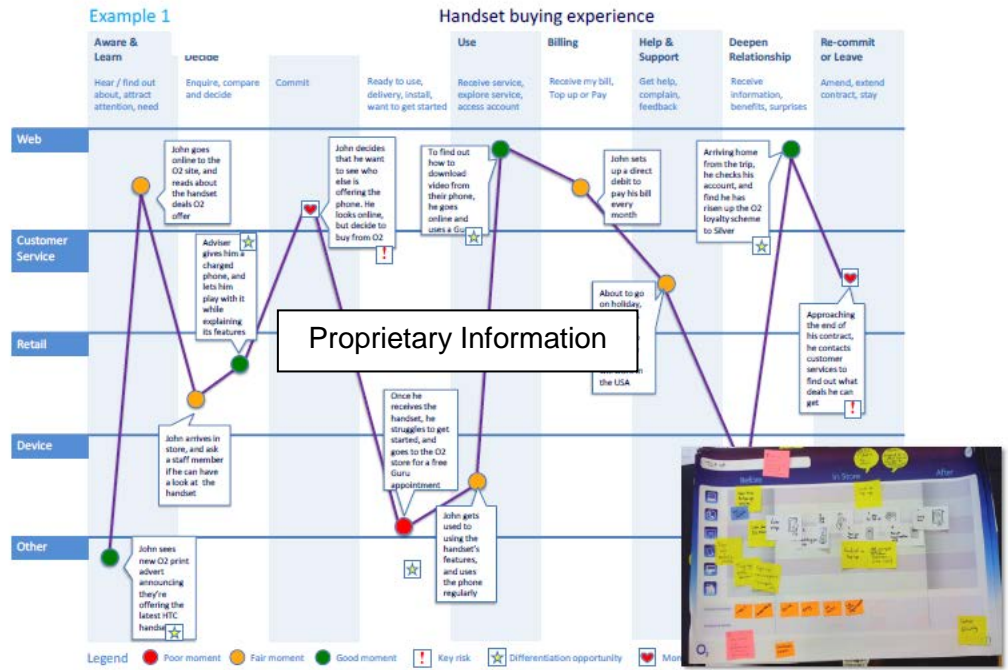 Example 1
Handset buying experience
Aware &
Learn
Decide
Use
Billing
Help &
Support
Deepen
Relationship
Re-commit
or Leave
Hear / find out
about, attract
attention, need
Enquire, compare
and decide
Commit
Ready to use,
delivery, install,
want to get started
Receive service,
explore service,
access account
Receive my bill,
Top up or Pay
Get help,
complain,
feedback
Receive
information,
benefits, surprises
Amend, extend
contract, stay
Web
John goes
online to the
O2 site, and
reads about
the handset
deals O2
offer
John decides
that he want
to see who
else is
offering the
phone. He
looks online,
but decide to
buy from O2
To find out
how to
download
video from
their phone,
he goes
online and
uses a
John sets
up a direct
debit to
pay his bill
every
month
Arriving home
from the trip,
he checks his
account, and
find he has
risen up the O2
loyalty scheme
to Silver
Customer
Service
Adviser
gives him a
charged
phone, and
lets him
play with it
while
explaining
its features
About to go
on holiday,
in
the USA
Approaching
the end of
his contract,
he contacts
customer
services to
find out what
deals he can
get
Retail
Proprietary Information
John arrives in
store, and ask
a staff member
if he can have
a look at the
handset
Once he
receives the
handset, he
struggles to get
started, and
goes to the O2
store for a free
Guru
appointment
Device
John gets
used to
using the
handset's
features,
and uses
the phone
regularly
Other
John sees
new O2 print
advert
announcing
they're
offering the
latest HTC
Before
In Store
After
O2
Legend
Poor moment
Fair moment
Good moment
! Key risk
Differentiation opportunity